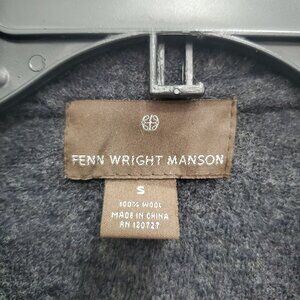 FENN WRIGHT MANSON
S
100% WOOL
MADE IN CHINA
RN 120727